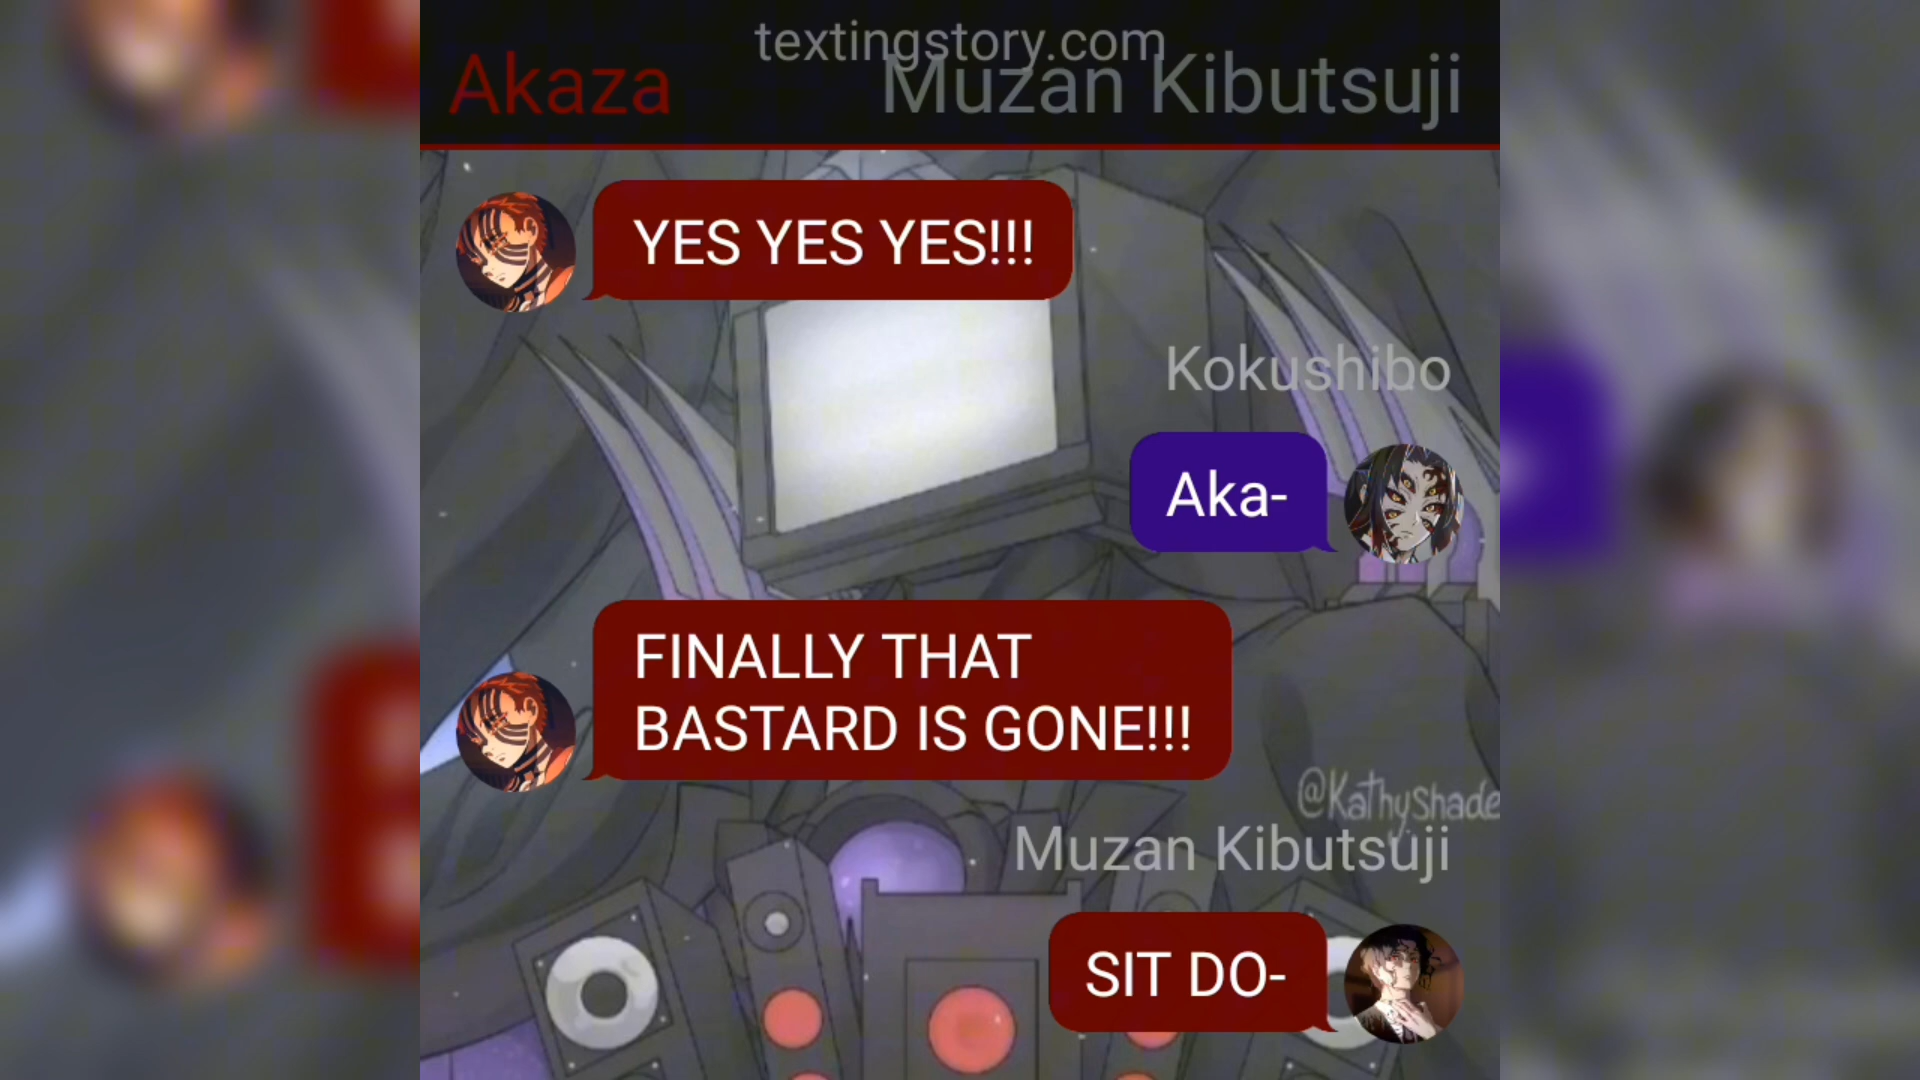 textingstory.com
Akaza
Muzan Kibutsuji
YES YES YES!!!
Kokushibo
Aka-
FINALLY THAT
BASTARD IS GONE!!!
@KathyShade
Muzan Kibutsuji
SIT DO-